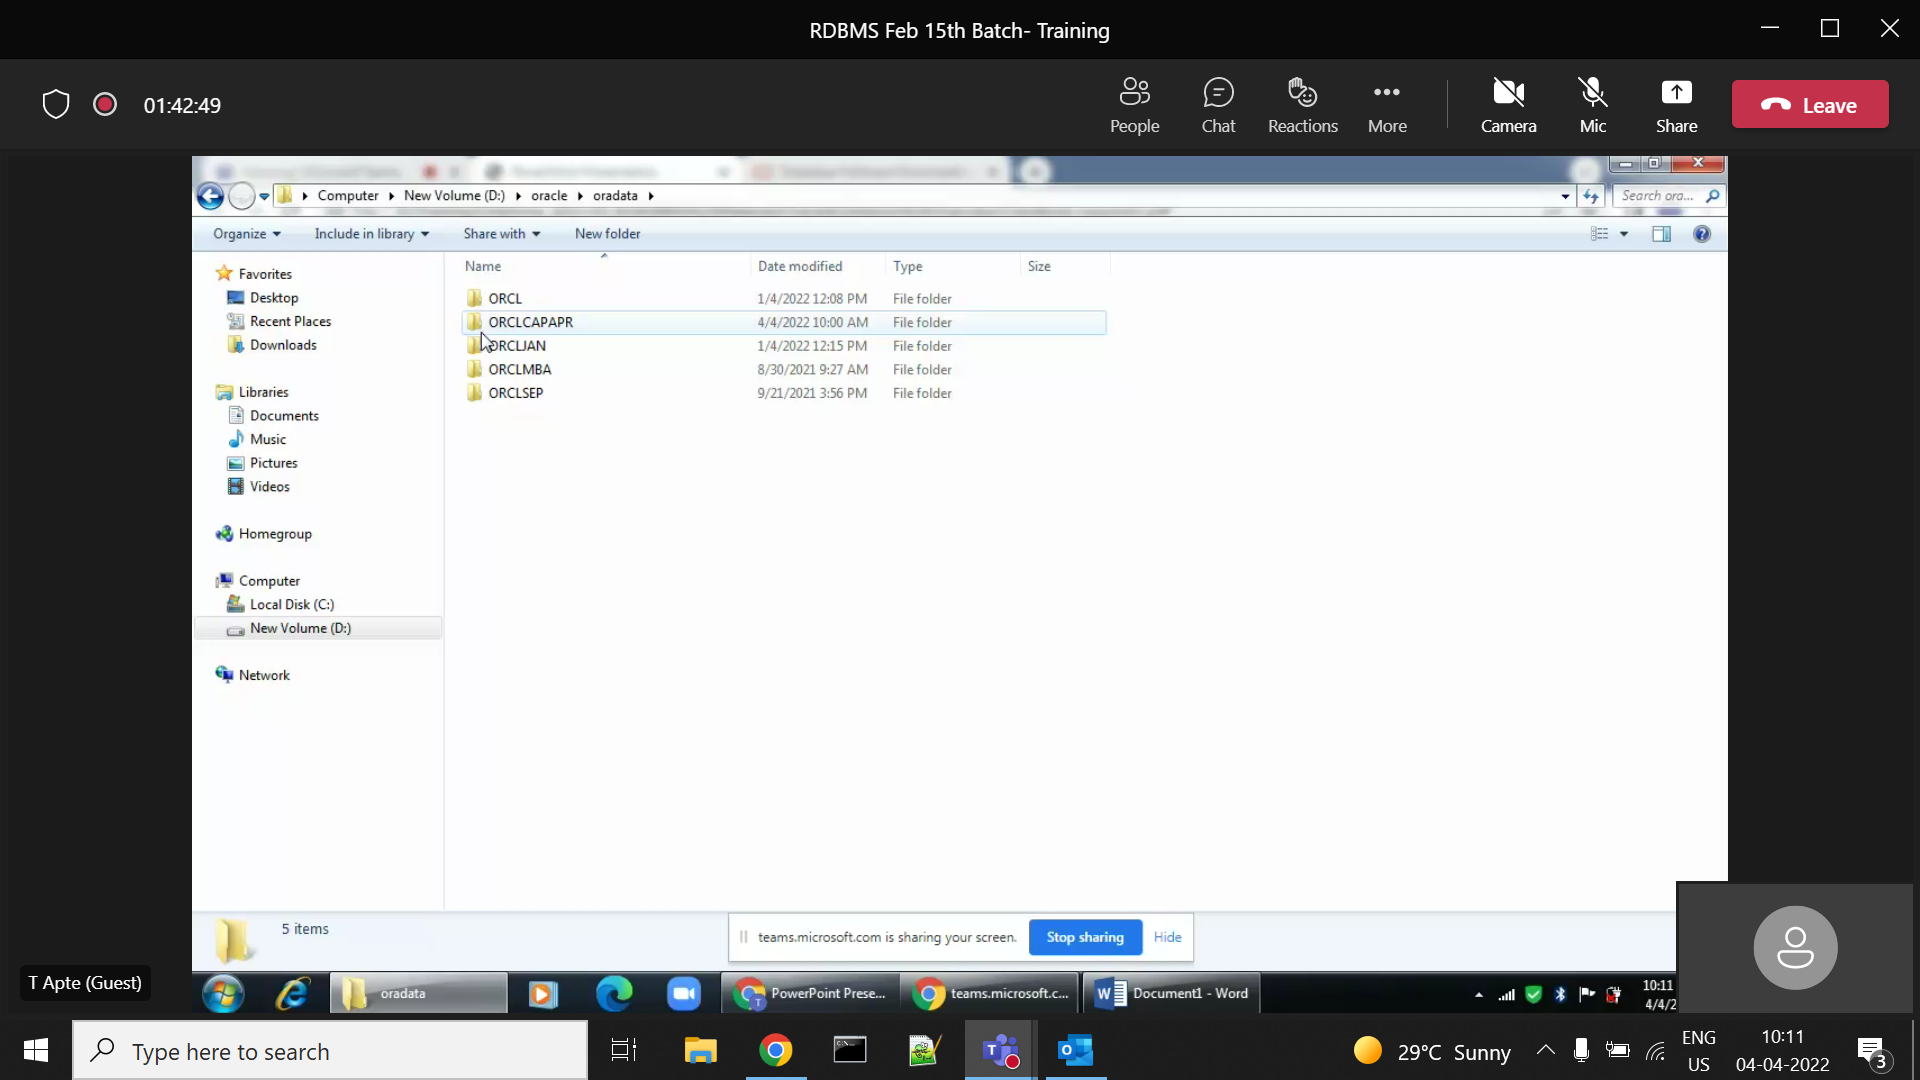 RDBMS Feb 15th Batch- Training
01:42:49
People
Chat
Reactions
More
Camera
Mic
Share
Leave
Computer
New Volume (D:)
oracle
oradata
Search ora...
Organize
Include in library
Share with
New folder
Name
Date modified
Type
Size
Favorites
Desktop
Recent Places
Downloads
Libraries
Documents
Music
Pictures
Videos
Homegroup
Computer
Local Disk (C:)
New Volume (D:)
Network
ORCL 1/4/2022 12:08 PM File folder
ORCLCAPAPR 4/4/2022 10:00 AM File folder
ORCLJAN 1/4/2022 12:15 PM File folder
ORCLMBA 8/30/2021 9:27 AM File folder
ORCLSEP 9/21/2021 3:56 PM File folder
5 items
teams.microsoft.com is sharing your screen.
Stop sharing
Hide
T Apte (Guest)
oradata
PowerPoint Prese...
teams.microsoft.c...
Document1 - Word
10:11
4/4/2
Type here to search
29°C Sunny
ENG
US
10:11
04-04-2022
3